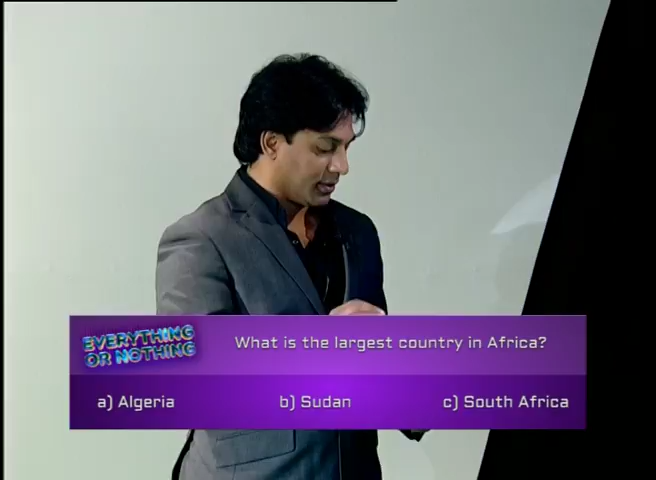 EVERYTHING
OR NOTHING
What is the largest country in Africa?
a) Algeria
b) Sudan
c) South Africa